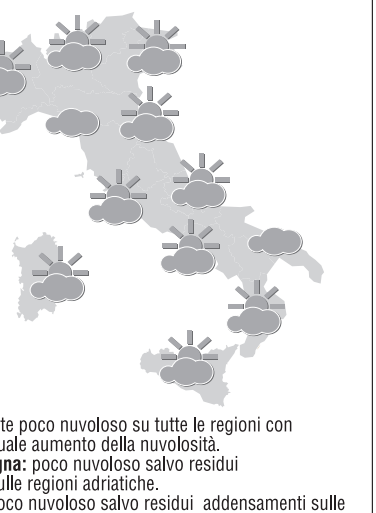 te poco nuvoloso su tutte le regioni con
uale aumento della nuvolosità.
gna: poco nuvoloso salvo residui
ulle regioni adriatiche.
oco nuvoloso salvo residui addensamenti sulle